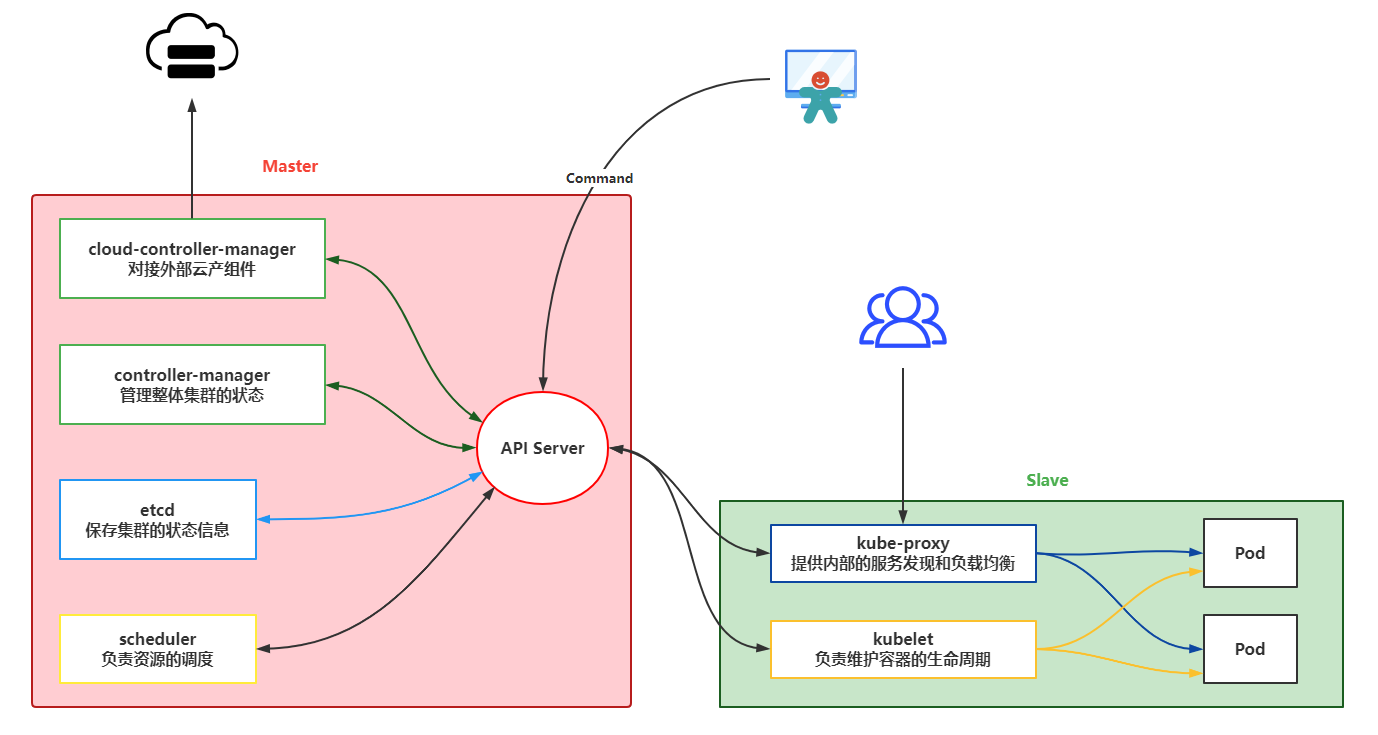 Master
Command
cloud-controller-manager
对接外部云产组件
controller-manager
管理整体集群的状态
API Server
etcd
保存集群的状态信息
scheduler
负责资源的调度
Slave
kube-proxy
提供内部的服务发现和负载均衡
kubelet
负责维护容器的生命周期
Pod
Pod